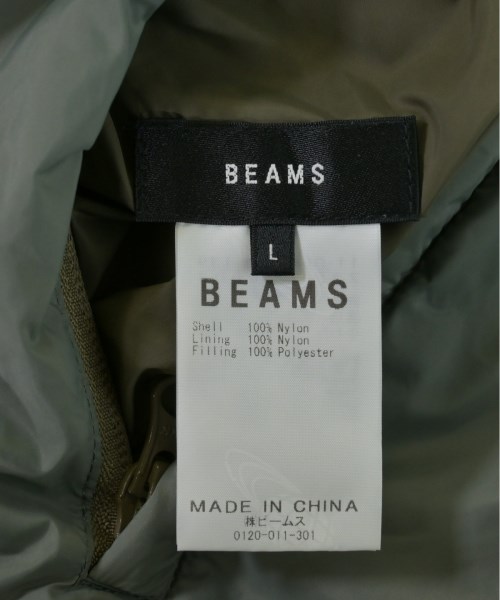 BEAMS
L
BEAMS
Shell 100% Nylon
Lining 100% Nylon
Filling 100% Polyester
MADE IN CHINA
㈱ビームス
0120-011-301